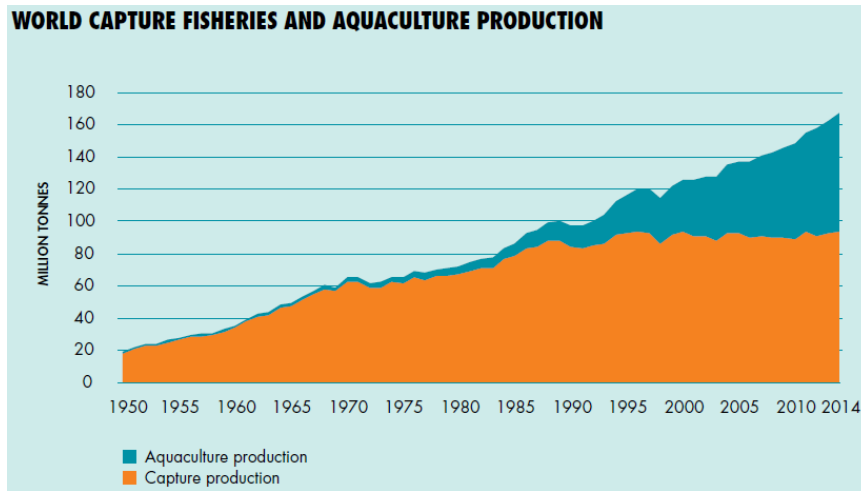 WORLD CAPTURE FISHERIES AND AQUACULTURE PRODUCTION
180
160
140
120
100
80
60
40
20
0
MILLION TONNES
1950 1955 1960 1965 1970 1975 1980 1985 1990 1995 2000 2005 2010 2014
Aquaculture production
Capture production